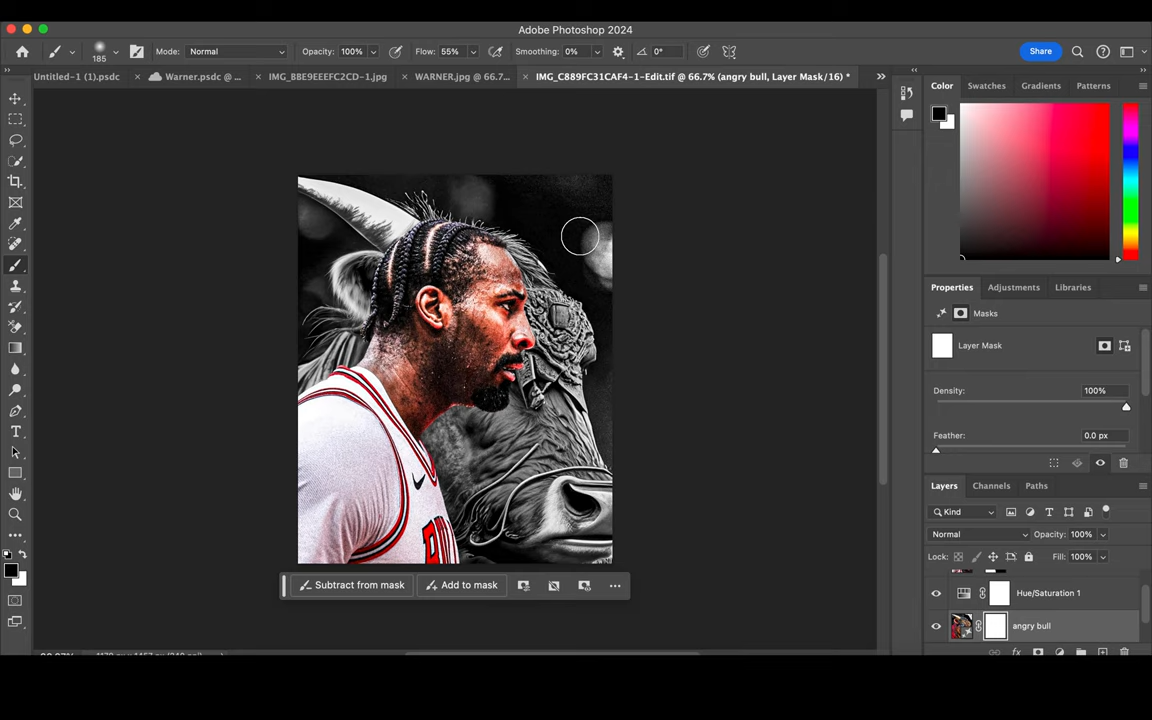 Adobe Photoshop 2024
185 Mode: Normal Opacity: 100% Flow: 55% Smoothing: 0% 0° Share
Untitled-1 (1).psdc Warner.psdc @ ... IMG_BBE9EEEFC2CD-1.jpg WARNER.jpg @ 66.7... IMG_C889FC31CAF4-1-Edit.tif @ 66.7% (angry bull, Layer Mask/16) *
Color Swatches Gradients Patterns
Properties Adjustments Libraries
Masks
Layer Mask
Density: 100%
Feather: 0.0 px
Layers Channels Paths
Kind
Normal Opacity: 100%
Lock: Fill: 100%
Subtract from mask Add to mask
Hue/Saturation 1
angry bull